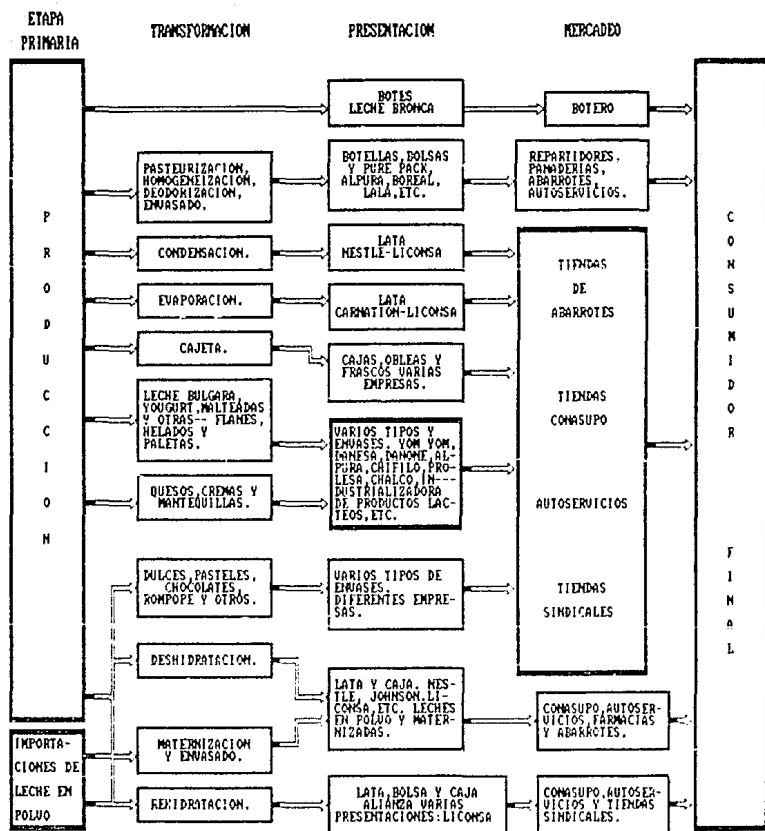 ETAPA
PRIMARIA
TRANSFORMACION
PRESENTACION
MERCADEO
PRODUCCION
IMPORTA-
CIONES DE
LECHE EN
POLVO
BOTES
LECHE BRONCA
BOTERO
PASTEURIZACION,
HOMOGENEIZACION,
DEODORIZACION,
ENVASADO.
BOTELLAS,BOLSAS
Y PURE PACK,
ALPURA,BOREAL,
LALA,ETC.
REPARTIDORES,
PANADERIAS,
ABARROTES,
AUTOSERVICIOS.
CONDENSACION.
LATA
NESTLE-LICONSA
EVAPORACION.
LATA
CARNATION-LICONSA
CAJETA.
CAJAS,OBLEAS Y
FRASCOS VARIAS
EMPRESAS.
LECHE BULGARA,
YOUGURT,MALTEADAS
Y OTRAS-- FLANES,
HELADOS Y
PALETAS.
QUESOS,CREMAS Y
MANTEQUILLAS.
VARIOS TIPOS Y
ENVASES. YOM YOM,
DANESA,DANONE,AL-
PURA,CHIFILO,PRO-
LESA,CHALCO,IN---
DUSTRIALIZADORA
DE PRODUCTOS LAC
TEOS,ETC.
DULCES,PASTELES,
CHOCOLATES,
ROMPOPE Y OTROS.
VARIOS TIPOS DE
ENVASES.
DIFERENTES EMPRE-
SAS.
TIENDAS
DE
ABARROTES
TIENDAS
CONASUPO
AUTOSERVICIOS
TIENDAS
SINDICALES
DESHIDRATACION.
MATERNIZACION
Y ENVASADO.
LATA Y CAJA. NES-
TLE, JOHNSON.LI-
CONSA,ETC. LECHES
EN POLVO Y MATER-
NIZADAS.
CONASUPO,AUTOSER-
VICIOS,FARMACIAS
Y ABARROTES.
REHIDRATACION.
LATA,BOLSA Y CAJA
ALIANZA VARIAS
PRESENTACIONES:LICONSA
CONASUPO,AUTOSER-
VICIOS Y TIENDAS
SINDICALES.
CONSUMIDOR
FINAL